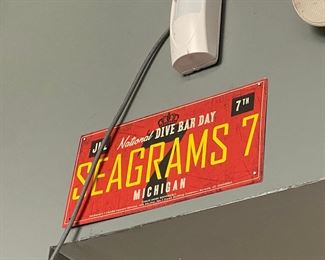 JUL National DIVE BAR DAY 7TH
SEAGRAMS 7
MICHIGAN